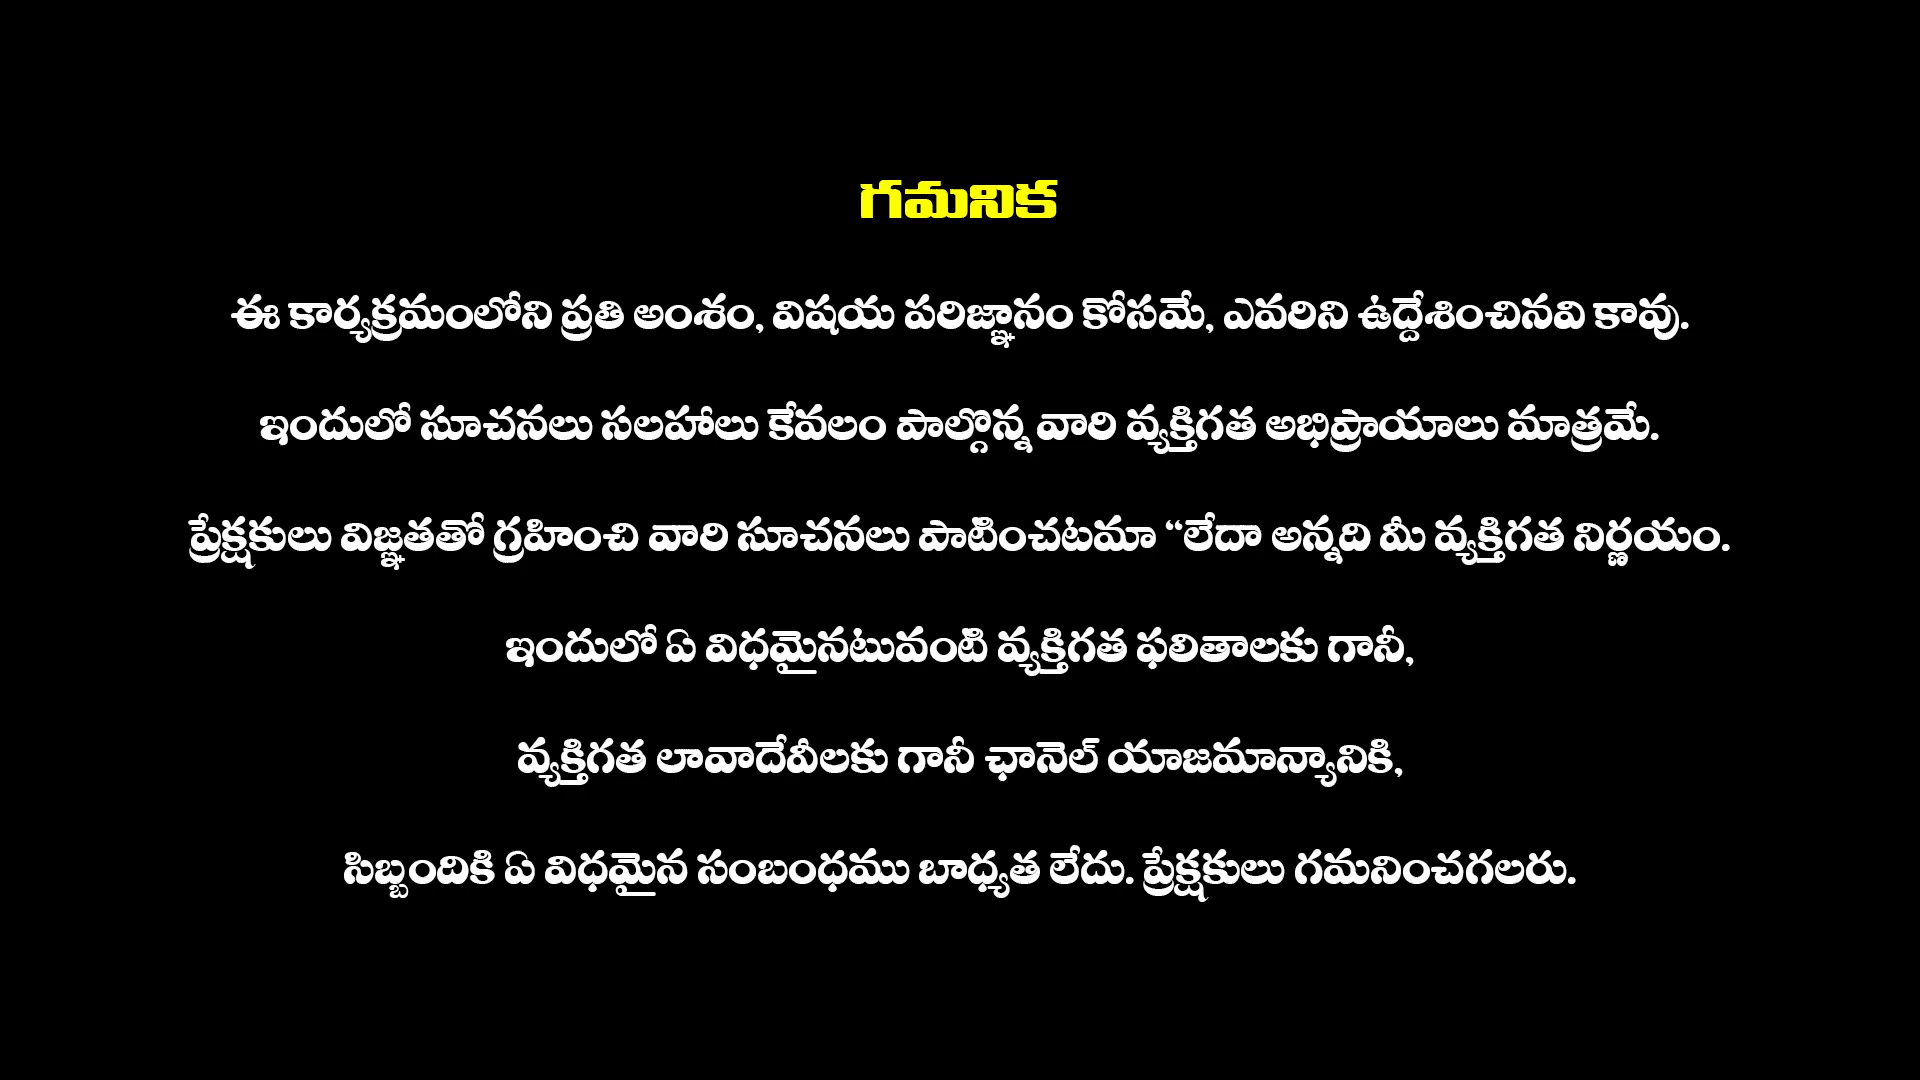 గమనిక
ఈ కార్యక్రమంలోని ప్రతి అంశం, విషయ పరిజ్ఞానం కోసమే, ఎవరిని ఉద్దేశించినవి కావు.
ఇందులో సూచనలు సలహాలు కేవలం పాల్గొన్న వారి వ్యక్తిగత అభిప్రాయాలు మాత్రమే.
ప్రేక్షకులు విజ్ఞతతో గ్రహించి వారి సూచనలు పాటించటమా “లేదా అన్నది మీ వ్యక్తిగత నిర్ణయం.
ఇందులో ఏ విధమైనటువంటి వ్యక్తిగత ఫలితాలకు గానీ,
వ్యక్తిగత లావాదేవీలకు గానీ ఛానెల్ యాజమాన్యానికి,
సిబ్బందికి ఏ విధమైన సంబంధము బాధ్యత లేదు. ప్రేక్షకులు గమనించగలరు.